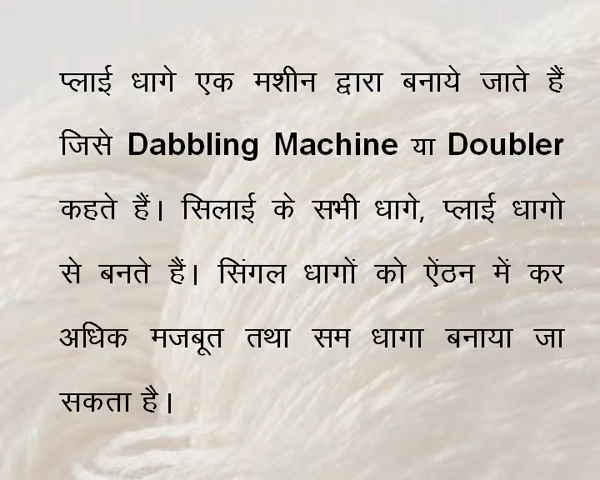 प्लाई धागे एक मशीन द्वारा बनाये जाते हैं
जिसे Dabbling Machine या Doubler
कहते हैं। सिलाई के सभी धागे, प्लाई धागो
से बनते हैं। सिंगल धागों को ऐंठन में कर
अधिक मजबूत तथा सम धागा बनाया जा
सकता है।